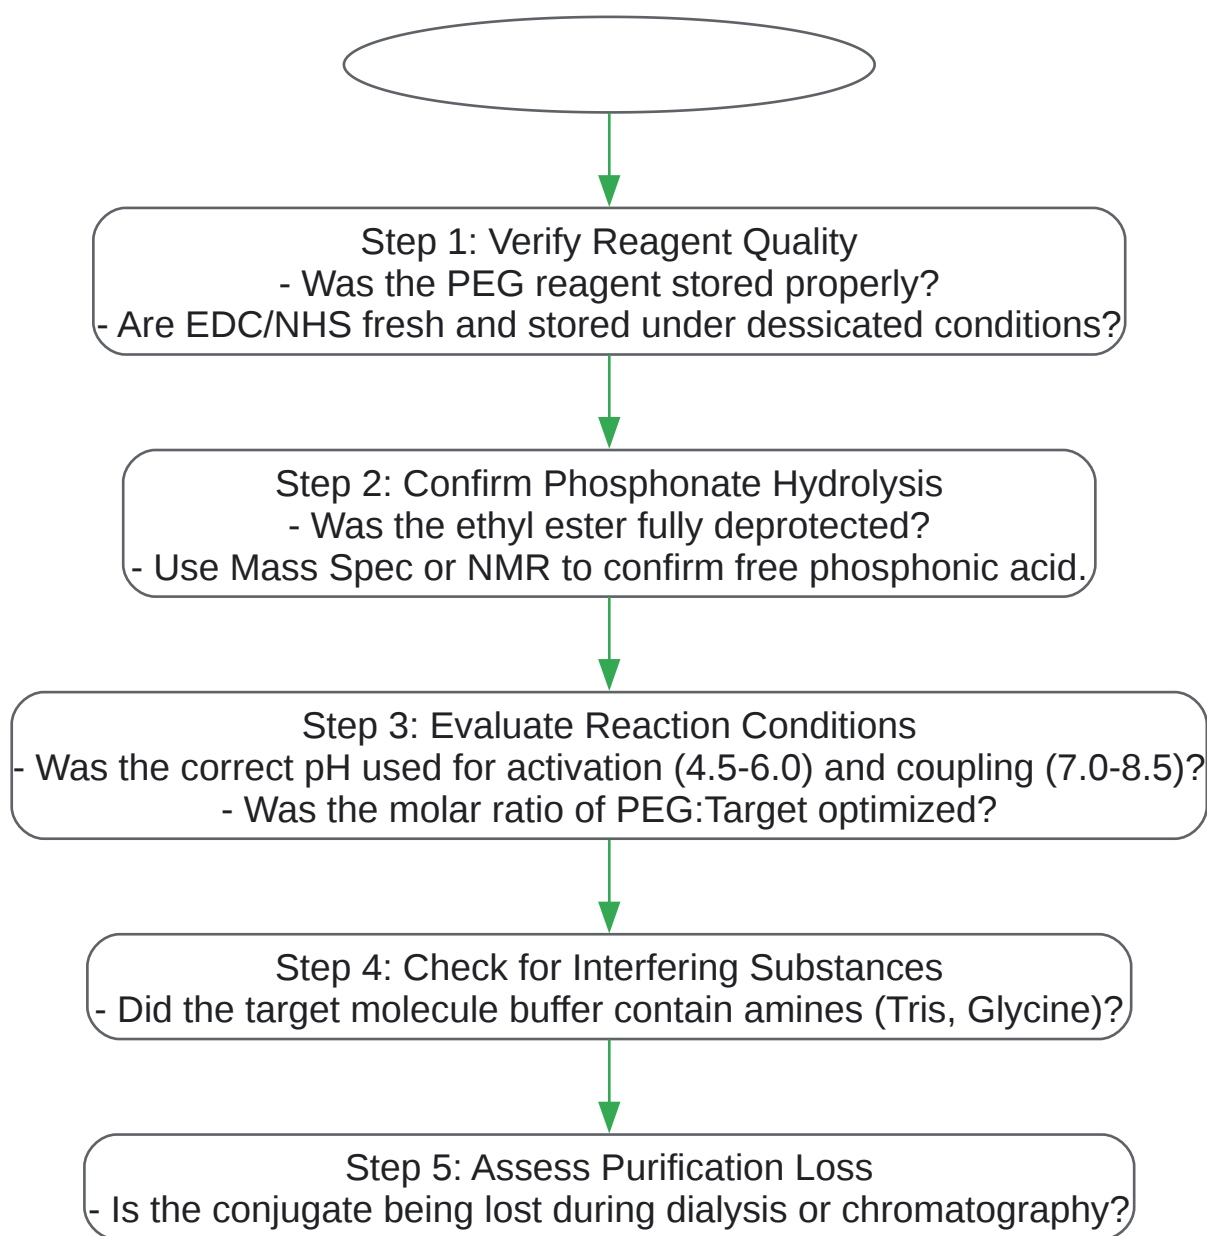 Step 1: Verify Reagent Quality
- Was the PEG reagent stored properly?
- Are EDC/NHS fresh and stored under dessicated conditions?
Step 2: Confirm Phosphonate Hydrolysis
- Was the ethyl ester fully deprotected?
- Use Mass Spec or NMR to confirm free phosphonic acid.
Step 3: Evaluate Reaction Conditions
- Was the correct pH used for activation (4.5-6.0) and coupling (7.0-8.5)?
- Was the molar ratio of PEG:Target optimized?
Step 4: Check for Interfering Substances
- Did the target molecule buffer contain amines (Tris, Glycine)?
Step 5: Assess Purification Loss
- Is the conjugate being lost during dialysis or chromatography?